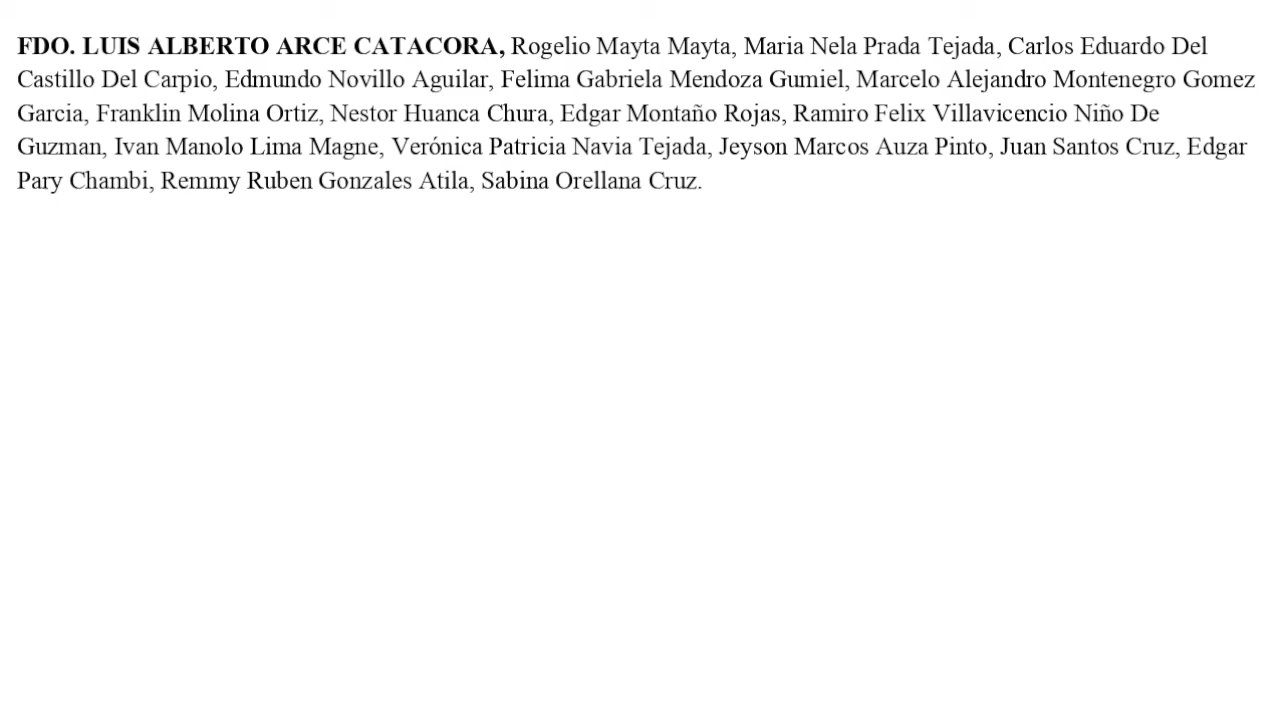 FDO. LUIS ALBERTO ARCE CATACORA, Rogelio Mayta Mayta, Maria Nela Prada Tejada, Carlos Eduardo Del
Castillo Del Carpio, Edmundo Novillo Aguilar, Felima Gabriela Mendoza Gumiel, Marcelo Alejandro Montenegro Gomez
Garcia, Franklin Molina Ortiz, Nestor Huanca Chura, Edgar Montaño Rojas, Ramiro Felix Villavicencio Niño De
Guzman, Ivan Manolo Lima Magne, Verónica Patricia Navia Tejada, Jeyson Marcos Auza Pinto, Juan Santos Cruz, Edgar
Pary Chambi, Remmy Ruben Gonzales Atila, Sabina Orellana Cruz.